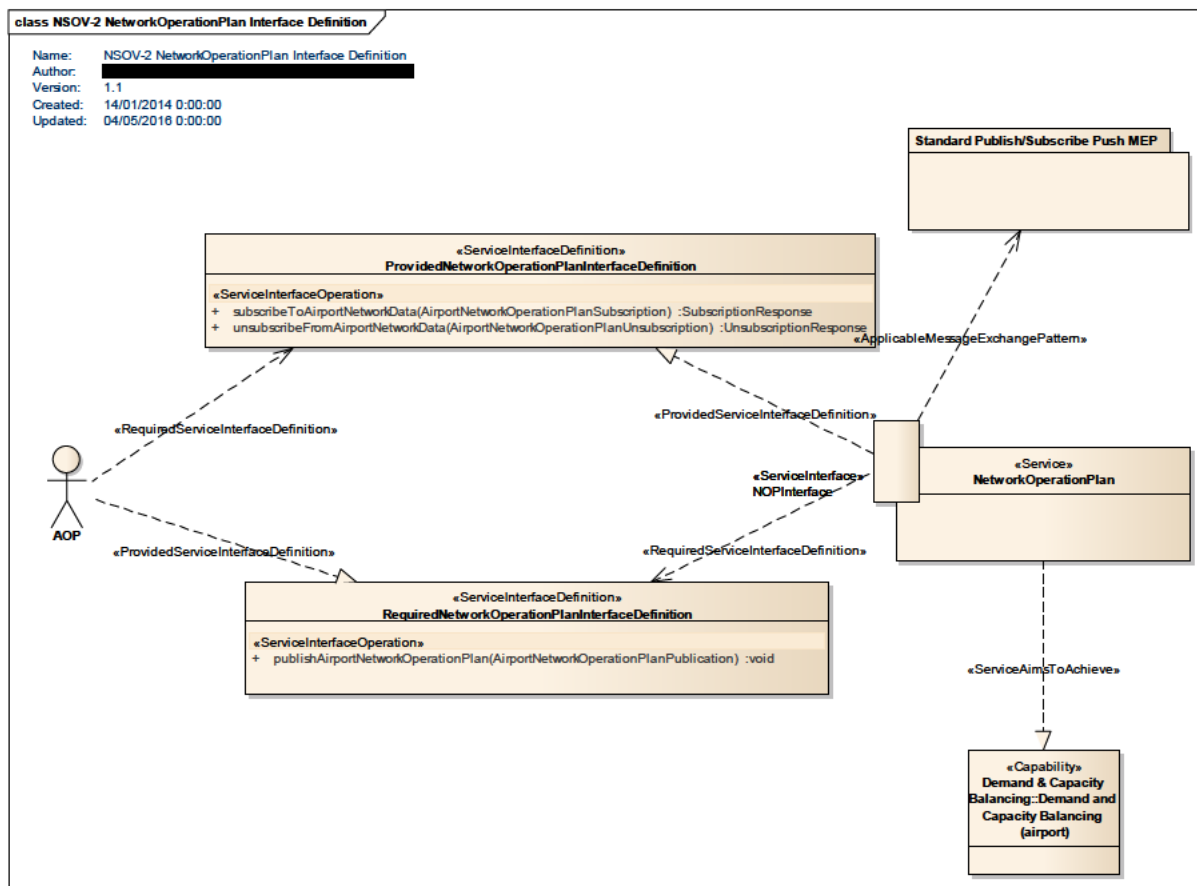 class NSOV-2 NetworkOperationPlan Interface Definition
Name: NSOV-2 NetworkOperationPlan Interface Definition
Author:
Version: 1.1
Created: 14/01/2014 0:00:00
Updated: 04/05/2016 0:00:00
Standard Publish/Subscribe Push MEP
«ServiceInterfaceDefinition»
ProvidedNetworkOperationPlanInterfaceDefinition
«ServiceInterfaceOperation»
+ subscribeToAirportNetworkData(AirportNetworkOperationPlanSubscription) :SubscriptionResponse
+ unsubscribeFromAirportNetworkData(AirportNetworkOperationPlanUnsubscription) :UnsubscriptionResponse
«ApplicableMessageExchangePattern»
«RequiredServiceInterfaceDefinition»
«ProvidedServiceInterfaceDefinition»
«ServiceInterface»
NOPInterface
«Service»
NetworkOperationPlan
AOP
«ProvidedServiceInterfaceDefinition»
«RequiredServiceInterfaceDefinition»
«ServiceInterfaceDefinition»
RequiredNetworkOperationPlanInterfaceDefinition
«ServiceInterfaceOperation»
+ publishAirportNetworkOperationPlan(AirportNetworkOperationPlanPublication) :void
«ServiceAimsToAchieve»
«Capability»
Demand & Capacity
Balancing::Demand and
Capacity Balancing
(airport)